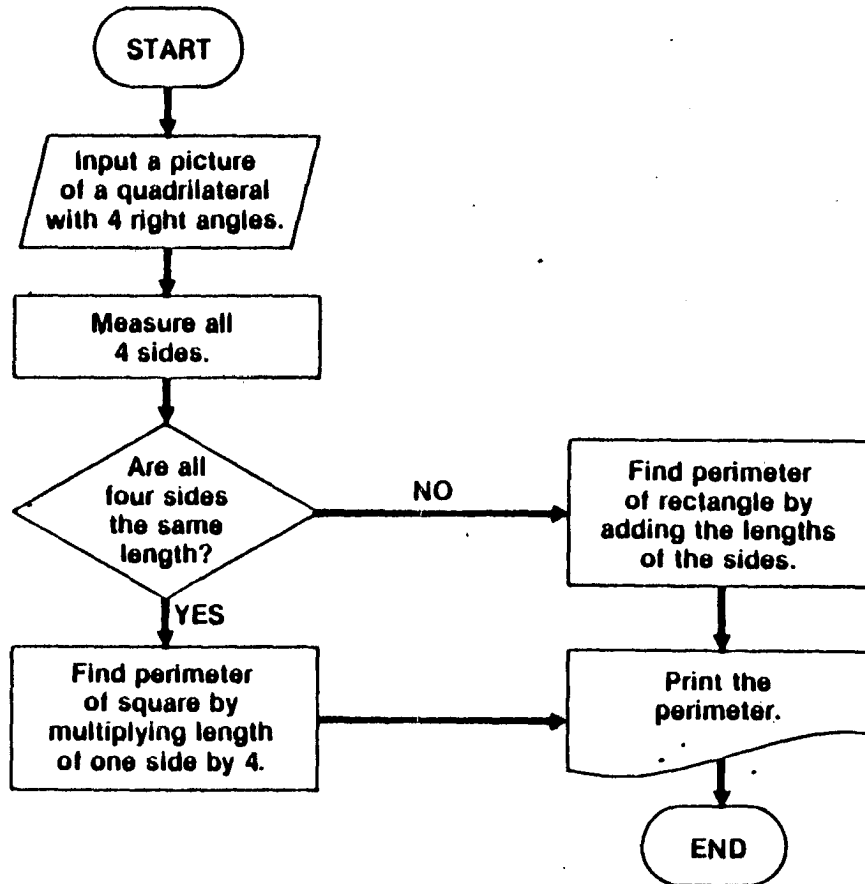 START
Input a picture
of a quadrilateral
with 4 right angles.
Measure all
4 sides.
Are all
four sides
the same
length?
NO
Find perimeter
of rectangle by
adding the lengths
of the sides.
YES
Find perimeter
of square by
multiplying length
of one side by 4.
Print the
perimeter.
END